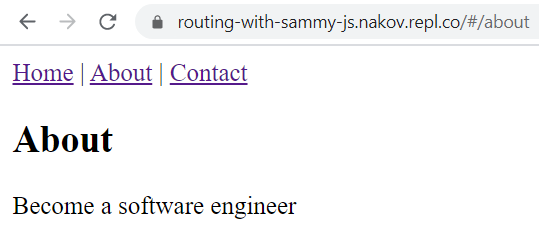 routing-with-sammy-js.nakov.repl.co/#/about
Home | About | Contact
About
Become a software engineer